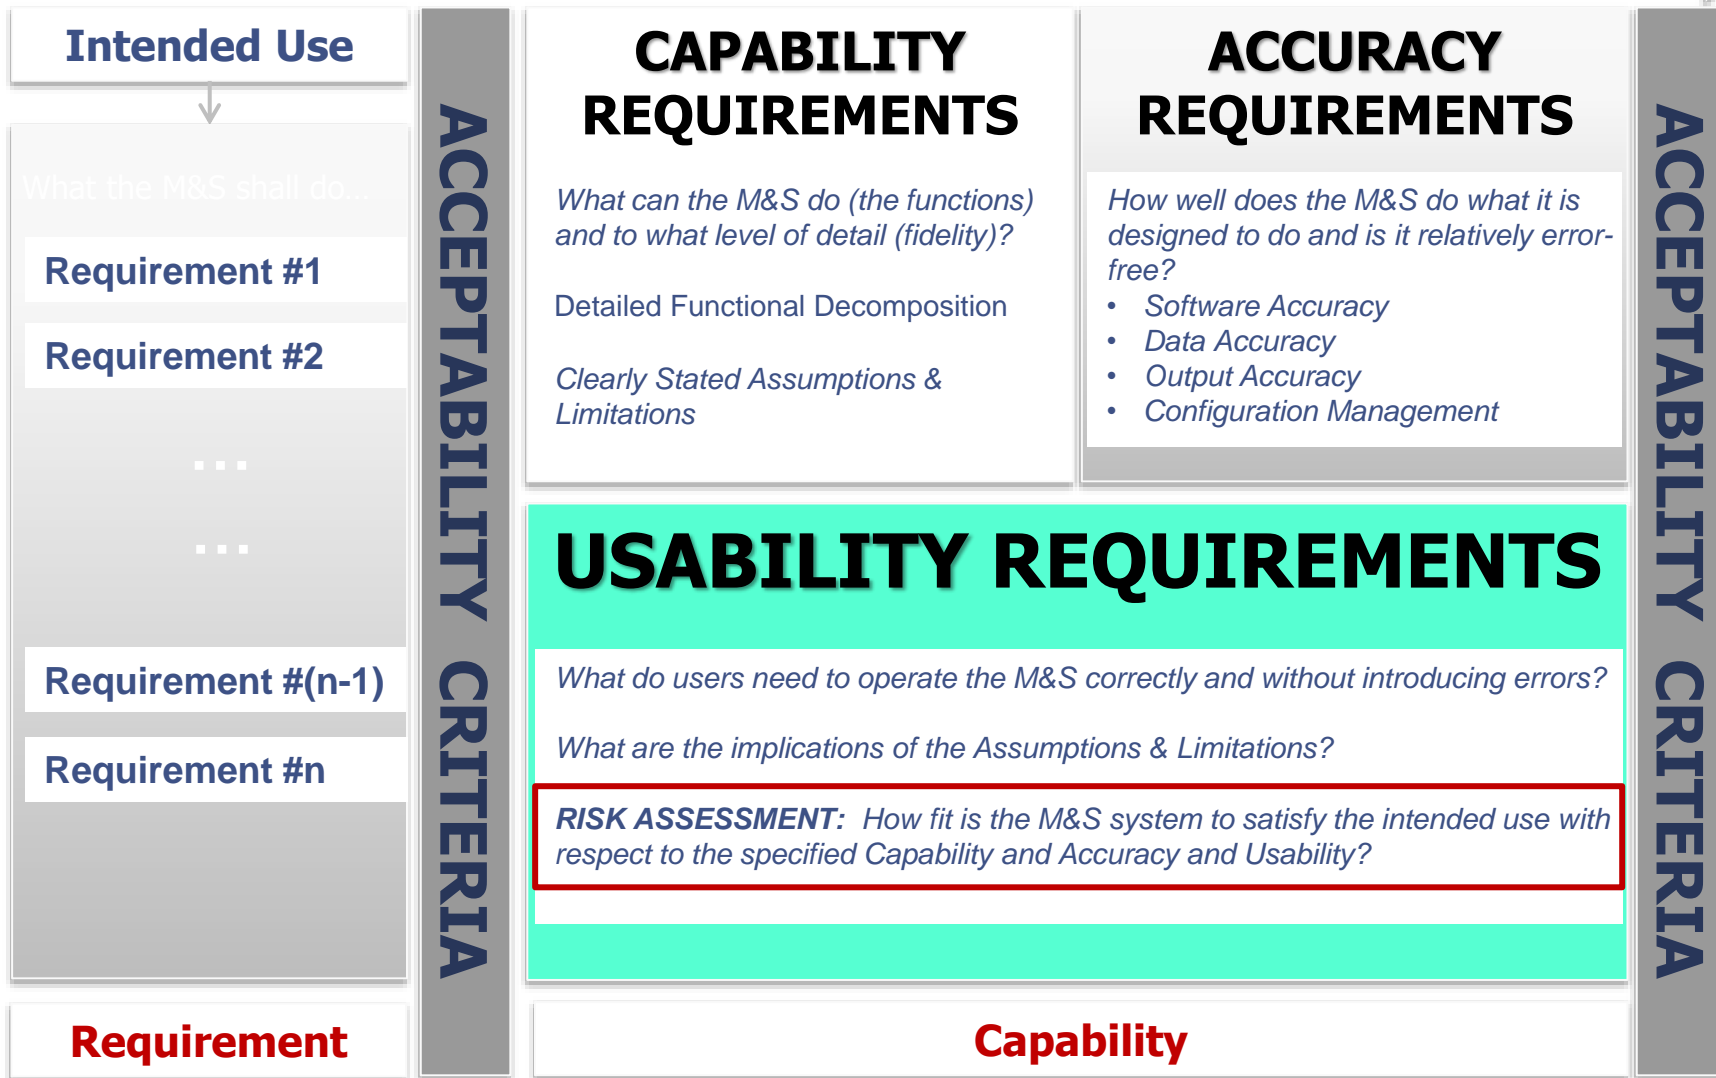 Intended Use
What the M&S shall do...
Requirement #1
Requirement #2
...
...
Requirement #(n-1)
Requirement #n
Requirement
ACCEPTABILITY CRITERIA
CAPABILITY
REQUIREMENTS
What can the M&S do (the functions)
and to what level of detail (fidelity)?
Detailed Functional Decomposition
Clearly Stated Assumptions &
Limitations
ACCURACY
REQUIREMENTS
How well does the M&S do what it is
designed to do and is it relatively error-
free?
• Software Accuracy
• Data Accuracy
• Output Accuracy
• Configuration Management
USABILITY REQUIREMENTS
What do users need to operate the M&S correctly and without introducing errors?
What are the implications of the Assumptions & Limitations?
RISK ASSESSMENT: How fit is the M&S system to satisfy the intended use with
respect to the specified Capability and Accuracy and Usability?
Capability
ACCEPTABILITY CRITERIA